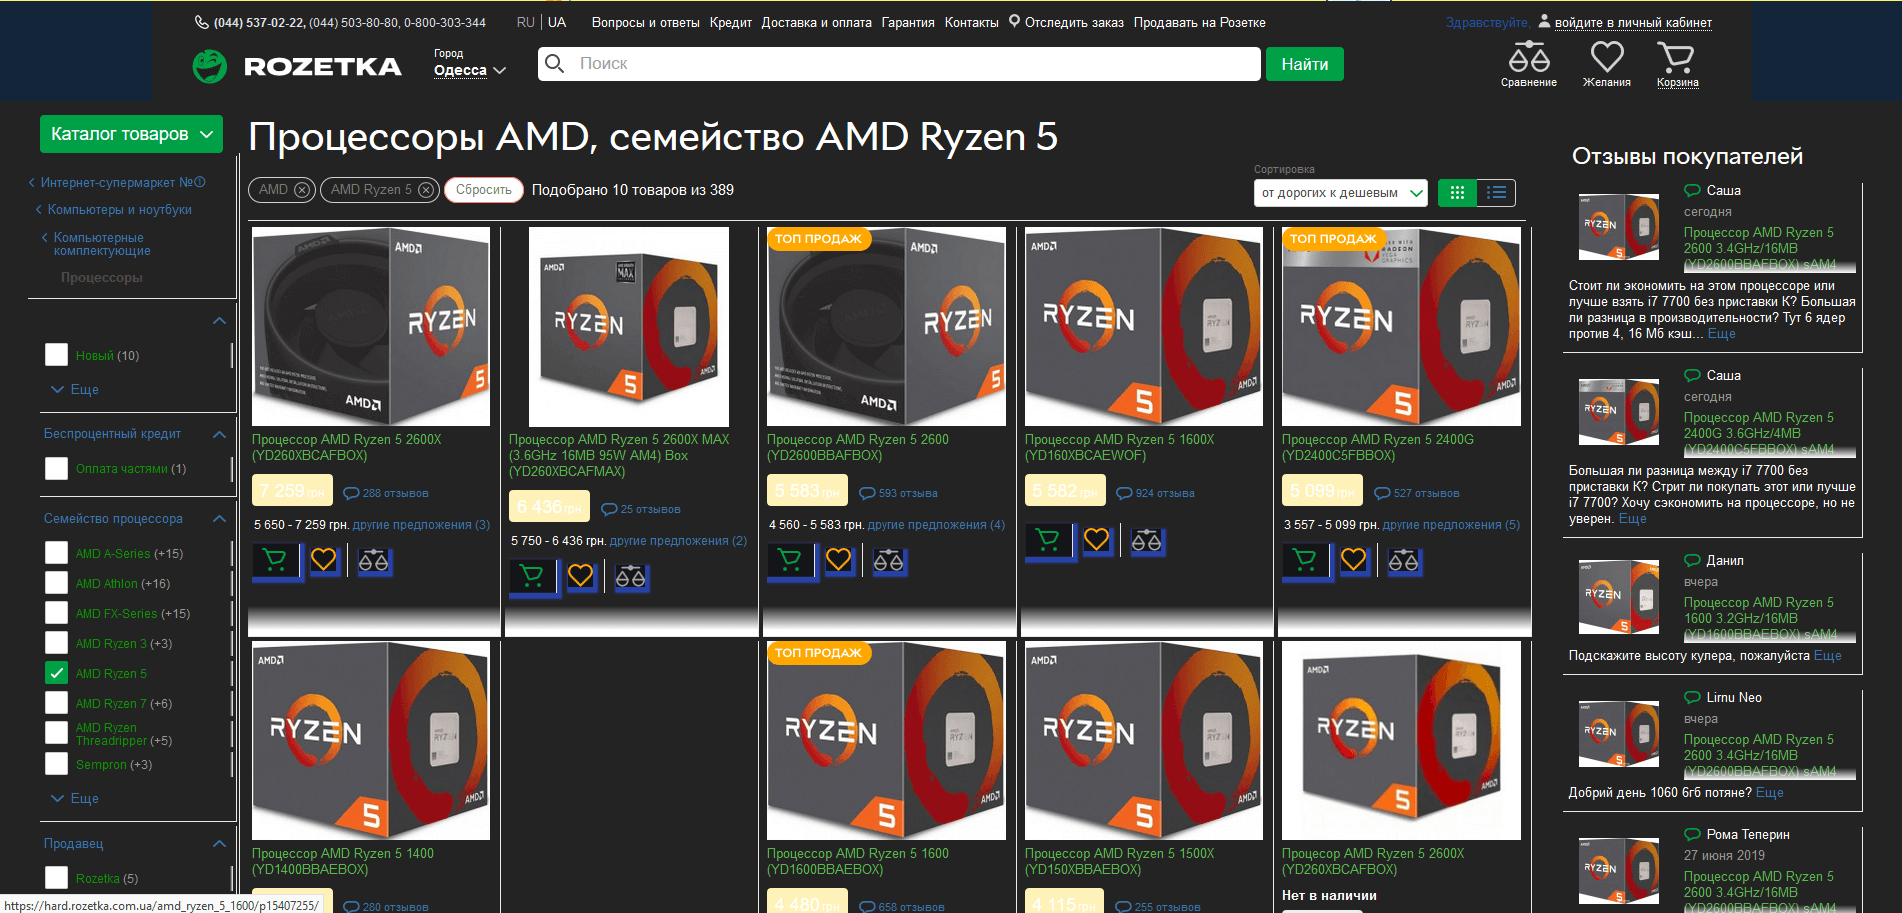 (044) 537-02-22, (044) 503-80-80, 0-800-303-344
RU | UA
Вопросы и ответы
Кредит
Доставка и оплата
Гарантия
Контакты
Отследить заказ
Продавать на Розетке
Здравствуйте, войдите в личный кабинет
ROZETKA
Город
Одесса
Поиск
Найти
Сравнение
Желания
Корзина
Каталог товаров
Процессоры AMD, семейство AMD Ryzen 5
AMD
AMD Ryzen 5
Сбросить
Подобрано 10 товаров из 389
Сортировка
от дорогих к дешевым
Интернет-супермаркет №①
Компьютеры и ноутбуки
Компьютерные
комплектующие
Процессоры
Новый (10)
Еще
Беспроцентный кредит
Оплата частями (1)
Семейство процессора
AMD A-Series (+15)
AMD Athlon (+16)
AMD FX-Series (+15)
AMD Ryzen 3 (+3)
AMD Ryzen 5
AMD Ryzen 7 (+6)
AMD Ryzen
Threadripper (+5)
Sempron (+3)
Еще
Продавец
Rozetka (5)
https://hard.rozetka.com.ua/amd_ryzen_5_1600/p15407255/
Процессор AMD Ryzen 5 2600X
(YD260XBCAFBOX)
7 259 грн
288 отзывов
5 650 - 7 259 грн. другие предложения (3)
Процессор AMD Ryzen 5 2600X MAX
(3.6GHz 16MB 95W AM4) Box
(YD260XBCAFMAX)
6 436 грн
25 отзывов
5 750 - 6 436 грн. другие предложения (2)
ТОП ПРОДАЖ
Процессор AMD Ryzen 5 2600
(YD2600BBAFBOX)
5 583 грн
593 отзыва
4 560 - 5 583 грн. другие предложения (4)
Процессор AMD Ryzen 5 1600X
(YD160XBCAEWOF)
5 582 грн
924 отзыва
ТОП ПРОДАЖ
Процессор AMD Ryzen 5 2400G
(YD2400C5FBBOX)
5 099 грн
527 отзывов
3 557 - 5 099 грн. другие предложения (5)
Процессор AMD Ryzen 5 1400
(YD1400BBAEBOX)
280 отзывов
ТОП ПРОДАЖ
Процессор AMD Ryzen 5 1600
(YD1600BBAEBOX)
4 480 грн
658 отзывов
Процессор AMD Ryzen 5 1500X
(YD150XBBAEBOX)
4 115 грн
255 отзывов
Процессор AMD Ryzen 5 2600X
(YD260XBCAFBOX)
Нет в наличии
Отзывы покупателей
Саша
сегодня
Процессор AMD Ryzen 5
2600 3.4GHz/16MB
(YD2600BBAFBOX) sAM4
Стоит ли экономить на этом процессоре или
лучше взять i7 7700 без приставки К? Большая
ли разница в производительности? Тут 6 ядер
против 4, 16 Мб кэш... Еще
Саша
сегодня
Процессор AMD Ryzen 5
2400G 3.6GHz/4MB
(YD2400C5FBBOX) sAM4
Большая ли разница между i7 7700 без
приставки К? Стрит ли покупать этот или лучше
i7 7700? Хочу сэкономить на процессоре, но не
уверен. Еще
Данил
вчера
Процессор AMD Ryzen 5
1600 3.2GHz/16MB
(YD1600BBAEBOX) sAM4
Подскажите высоту кулера, пожалуйста Еще
Lirnu Neo
вчера
Процессор AMD Ryzen 5
2600 3.4GHz/16MB
(YD2600BBAFBOX) sAM4
Добрий день 1060 6гб потяне? Еще
Рома Теперин
27 июня 2019
Процессор AMD Ryzen 5
2600 3.4GHz/16MB
(YD2600BBAFBOX) sAM4